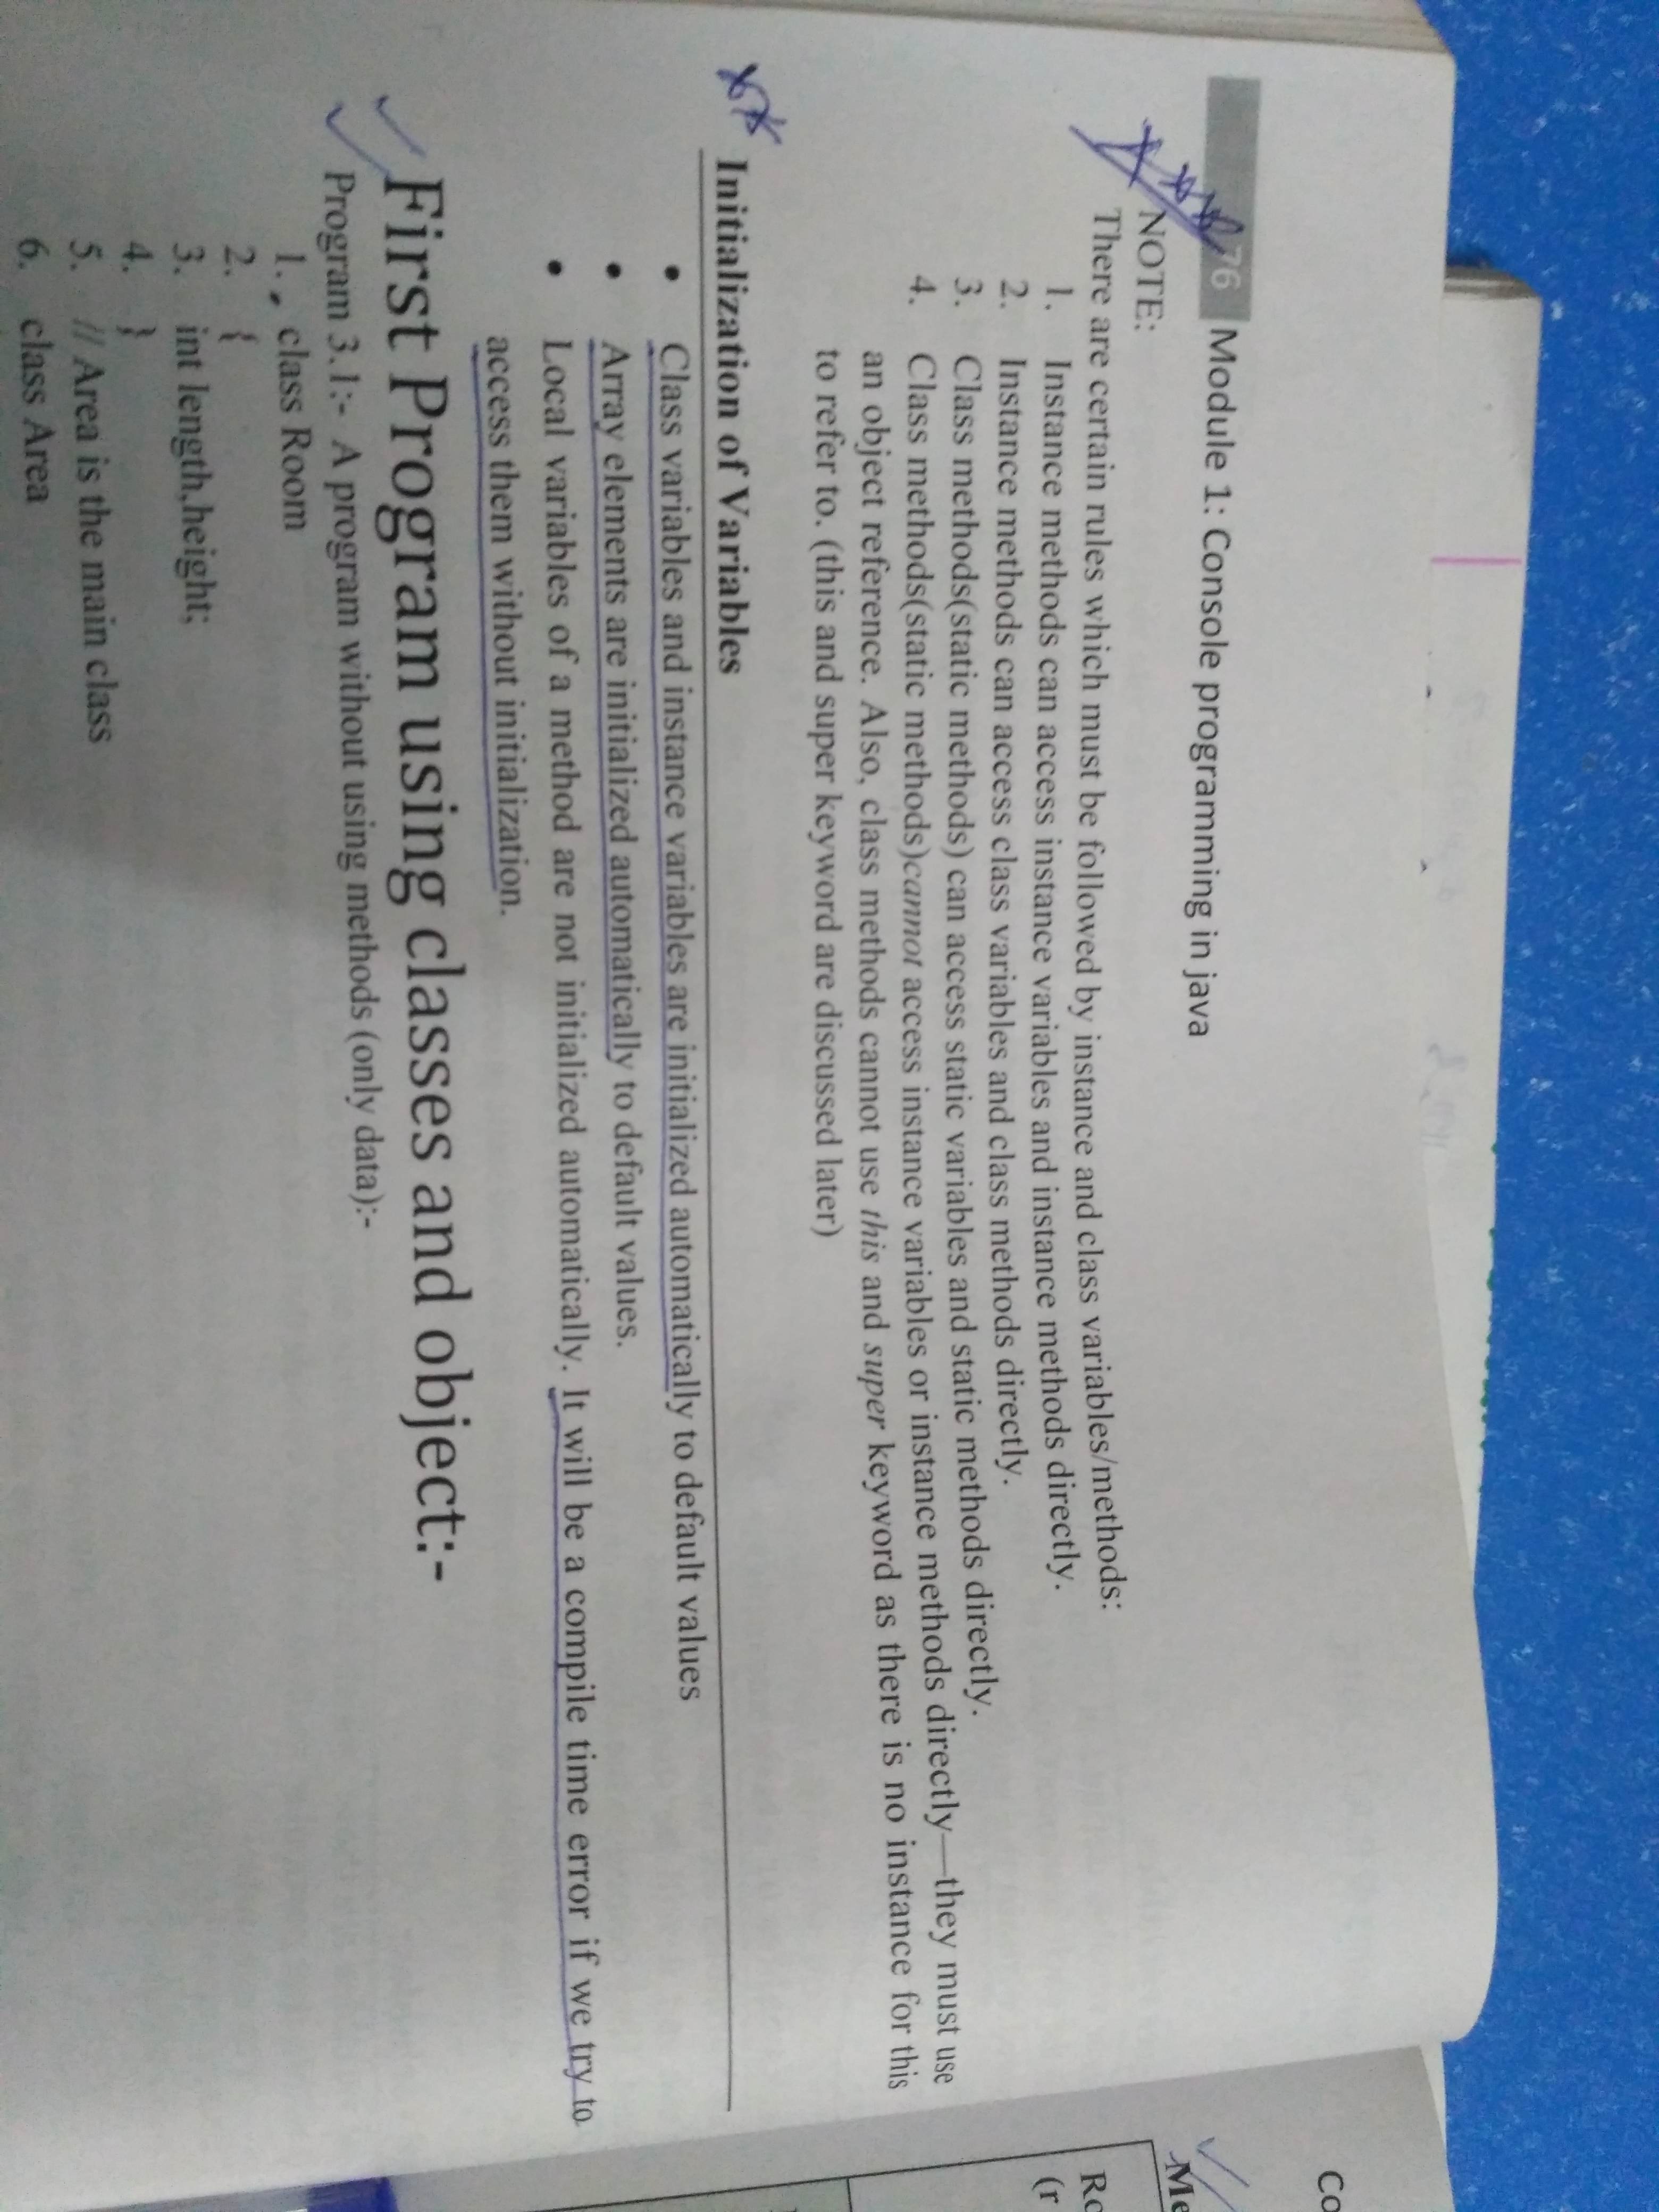 76 Module 1: Console programming in java
NOTE:
There are certain rules which must be followed by instance and class variables/methods:
1. Instance methods can access instance variables and instance methods directly.
2. Instance methods can access class variables and class methods directly.
3. Class methods(static methods) can access static variables and static methods directly.
4. Class methods(static methods)cannot access instance variables or instance methods directly—they must use
an object reference. Also, class methods cannot use this and super keyword as there is no instance for this
to refer to. (this and super keyword are discussed later)
Initialization of Variables
• Class variables and instance variables are initialized automatically to default values
• Array elements are initialized automatically to default values.
• Local variables of a method are not initialized automatically. It will be a compile time error if we try to
access them without initialization.
First Program using classes and object:-
Program 3.1:- A program without using methods (only data):-
1. class Room
2. {
3. int length,height;
4. }
5. // Area is the main class
6. class Area
Co
Me
Ro
(r